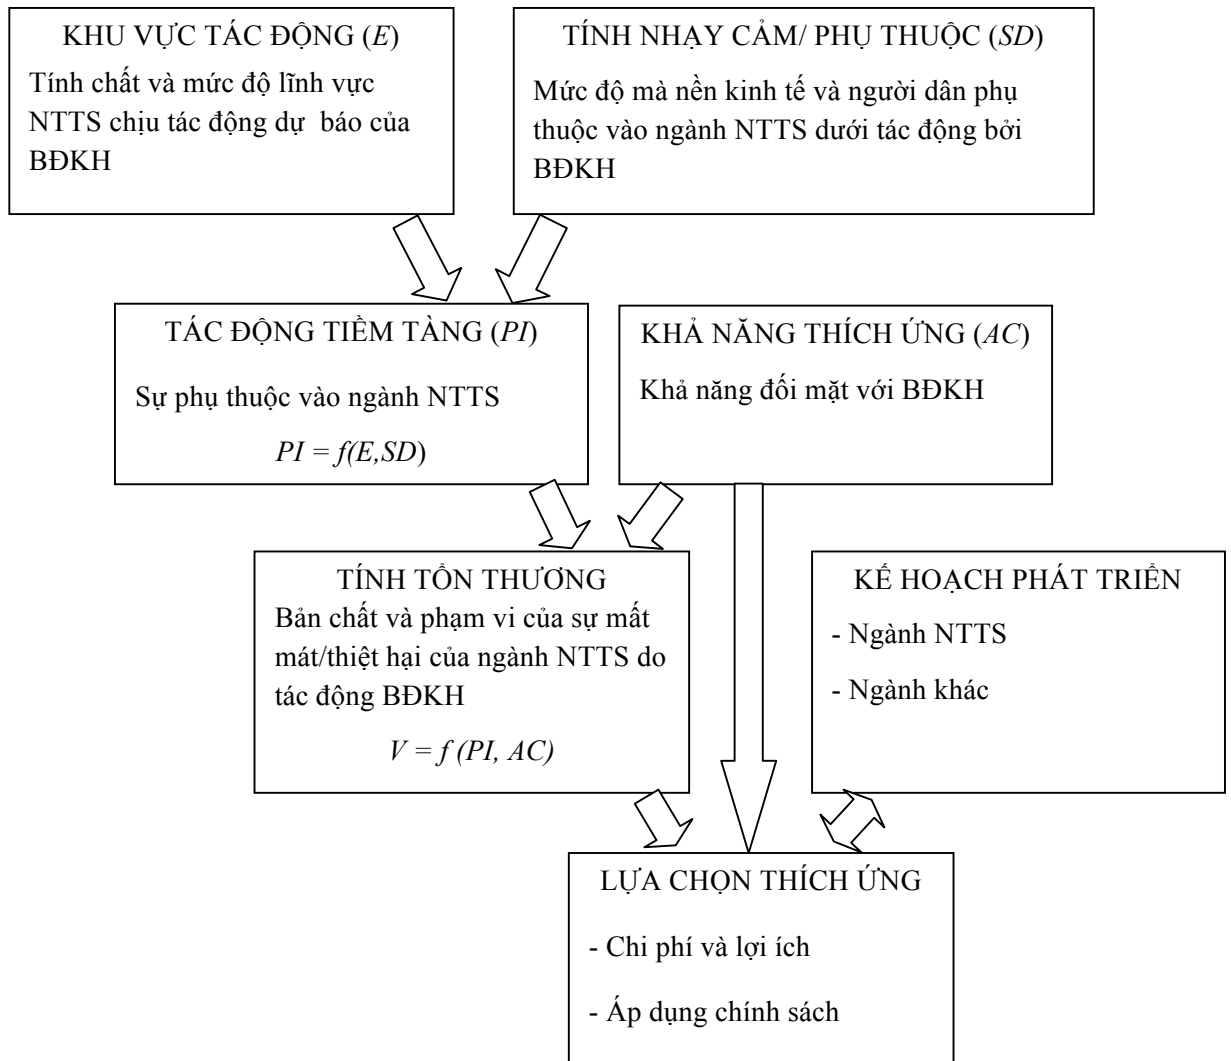 KHU VỰC TÁC ĐỘNG (E)
Tính chất và mức độ lĩnh vực
NTTS chịu tác động dự báo của
BĐKH
TÍNH NHẠY CẢM/ PHỤ THUỘC (SD)
Mức độ mà nền kinh tế và người dân phụ
thuộc vào ngành NTTS dưới tác động bởi
BĐKH
TÁC ĐỘNG TIỀM TÀNG (PI)
Sự phụ thuộc vào ngành NTTS
PI = f(E,SD)
KHẢ NĂNG THÍCH ỨNG (AC)
Khả năng đối mặt với BĐKH
TÍNH TỔN THƯƠNG
Bản chất và phạm vi của sự mất
mát/thiệt hại của ngành NTTS do
tác động BĐKH
V = f (PI, AC)
KẾ HOẠCH PHÁT TRIỂN
- Ngành NTTS
- Ngành khác
LỰA CHỌN THÍCH ỨNG
- Chi phí và lợi ích
- Áp dụng chính sách